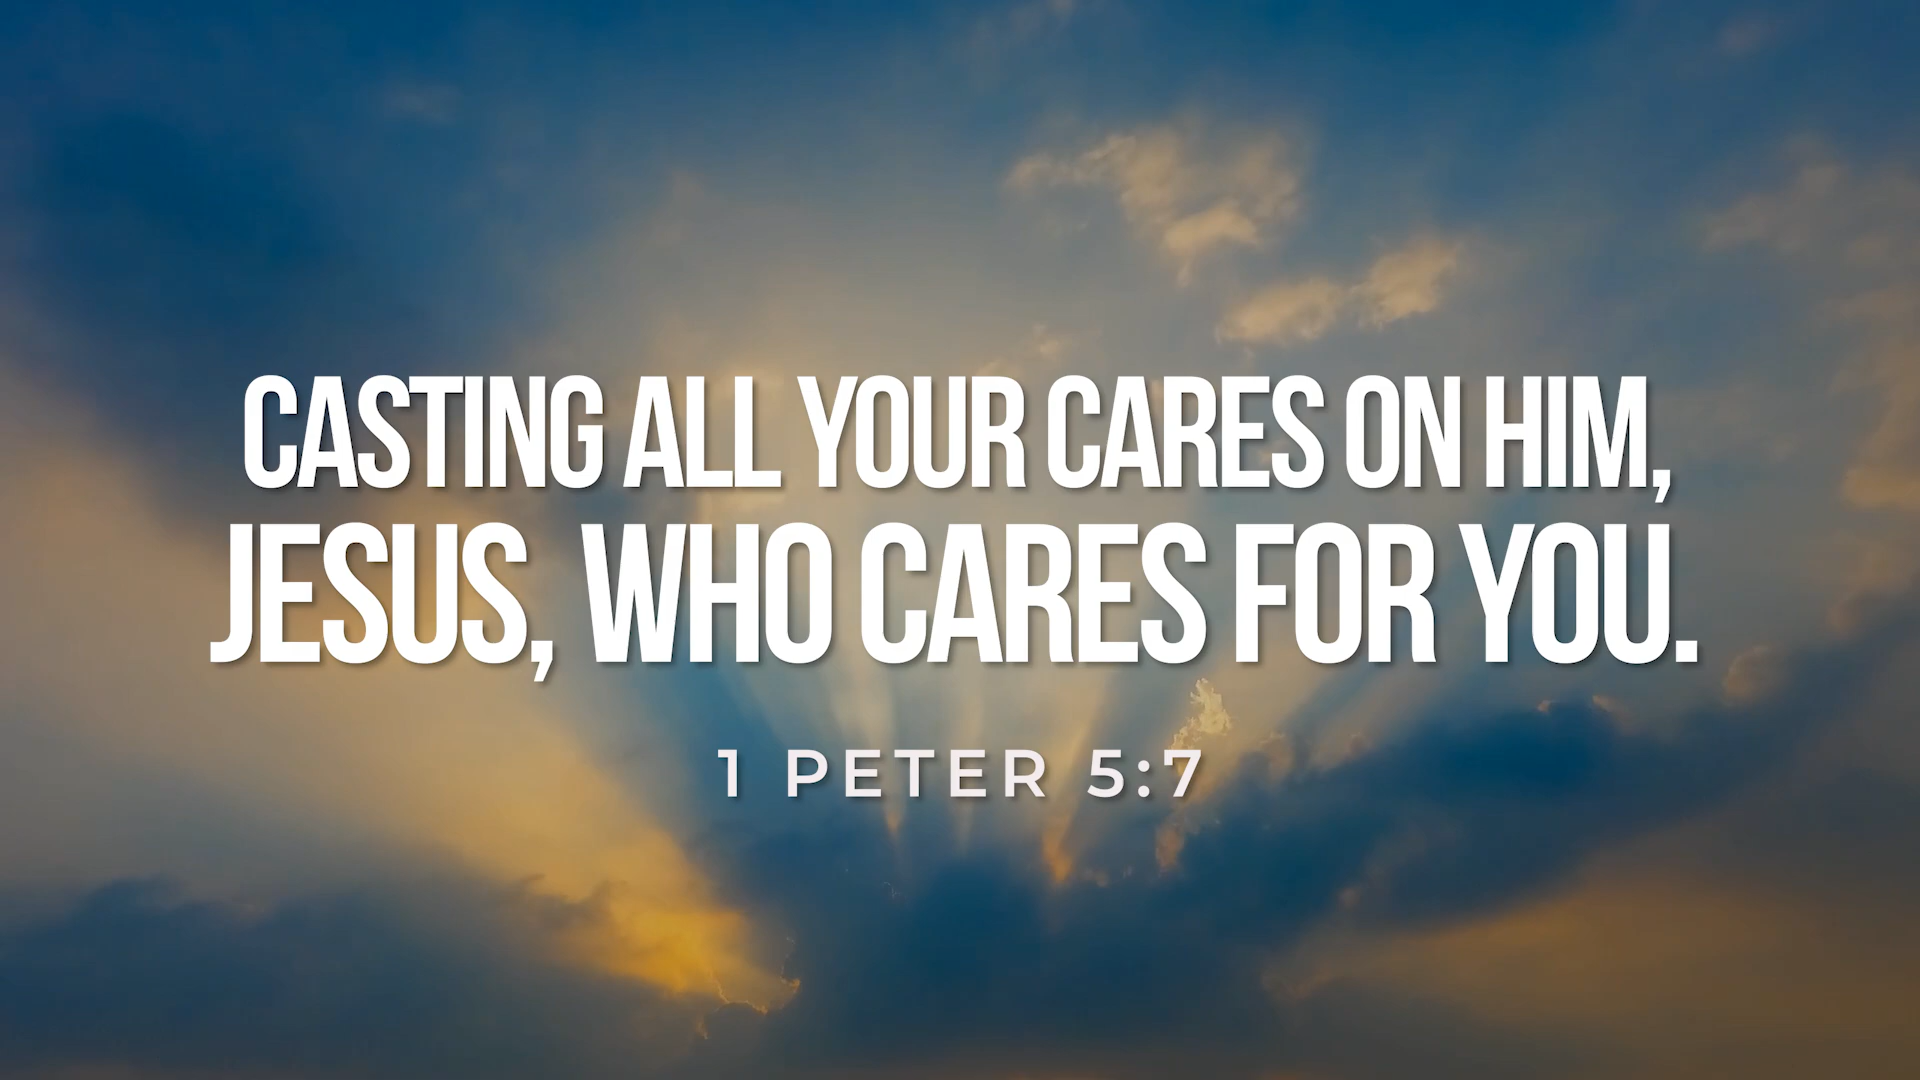 CASTING ALL YOUR CARES ON HIM,
JESUS, WHO CARES FOR YOU.
1 PETER 5:7